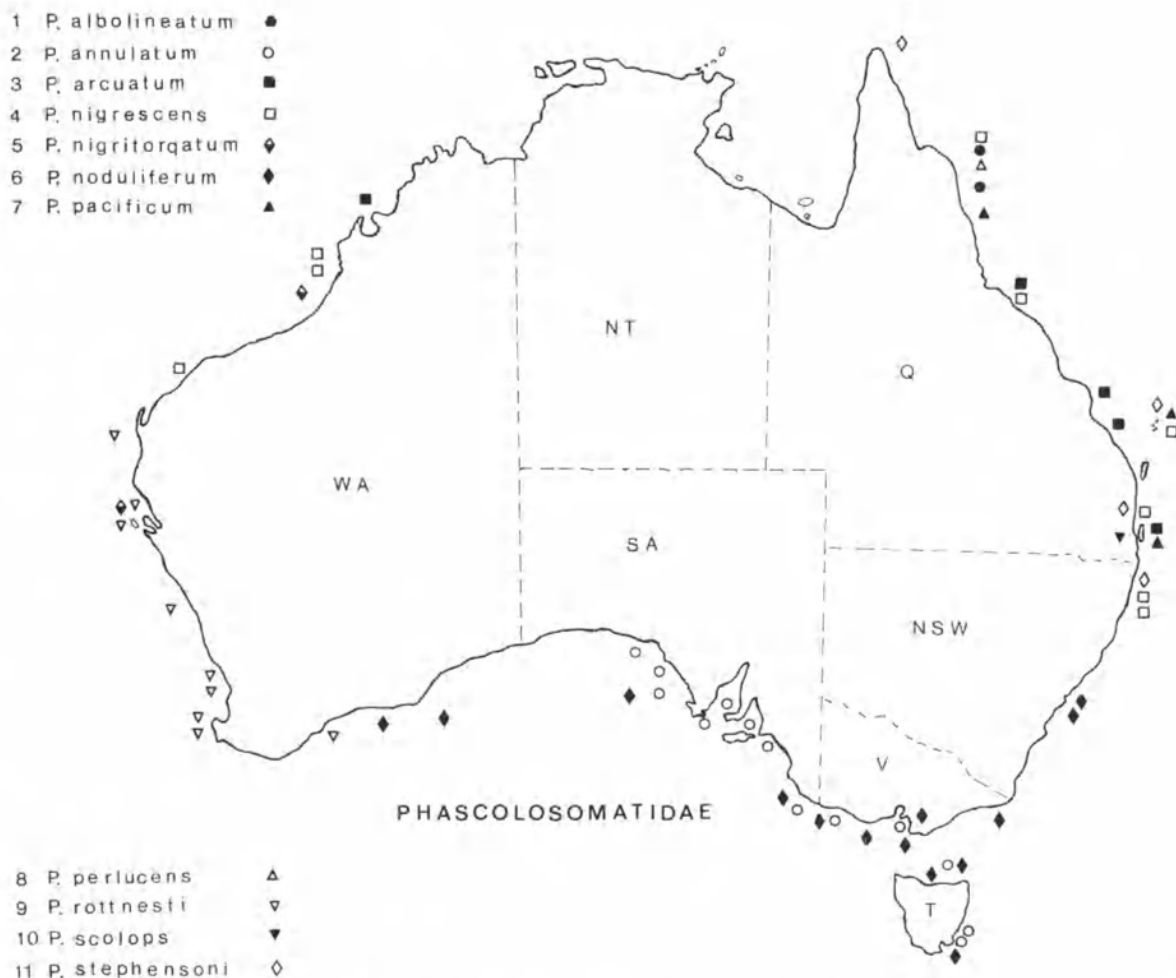 1 P. albolineatum
2 P. annulatum
3 P. arcuatum
4 P. nigrescens
5 P. nigritorqatum
6 P. noduliferum
7 P. pacificum
NT
Q
WA
SA
NSW
V
PHASCOLOSOMATIDAE
T
8 P. perlucens
9 P. rottnesti
10 P. scolops
11 P. stephensoni